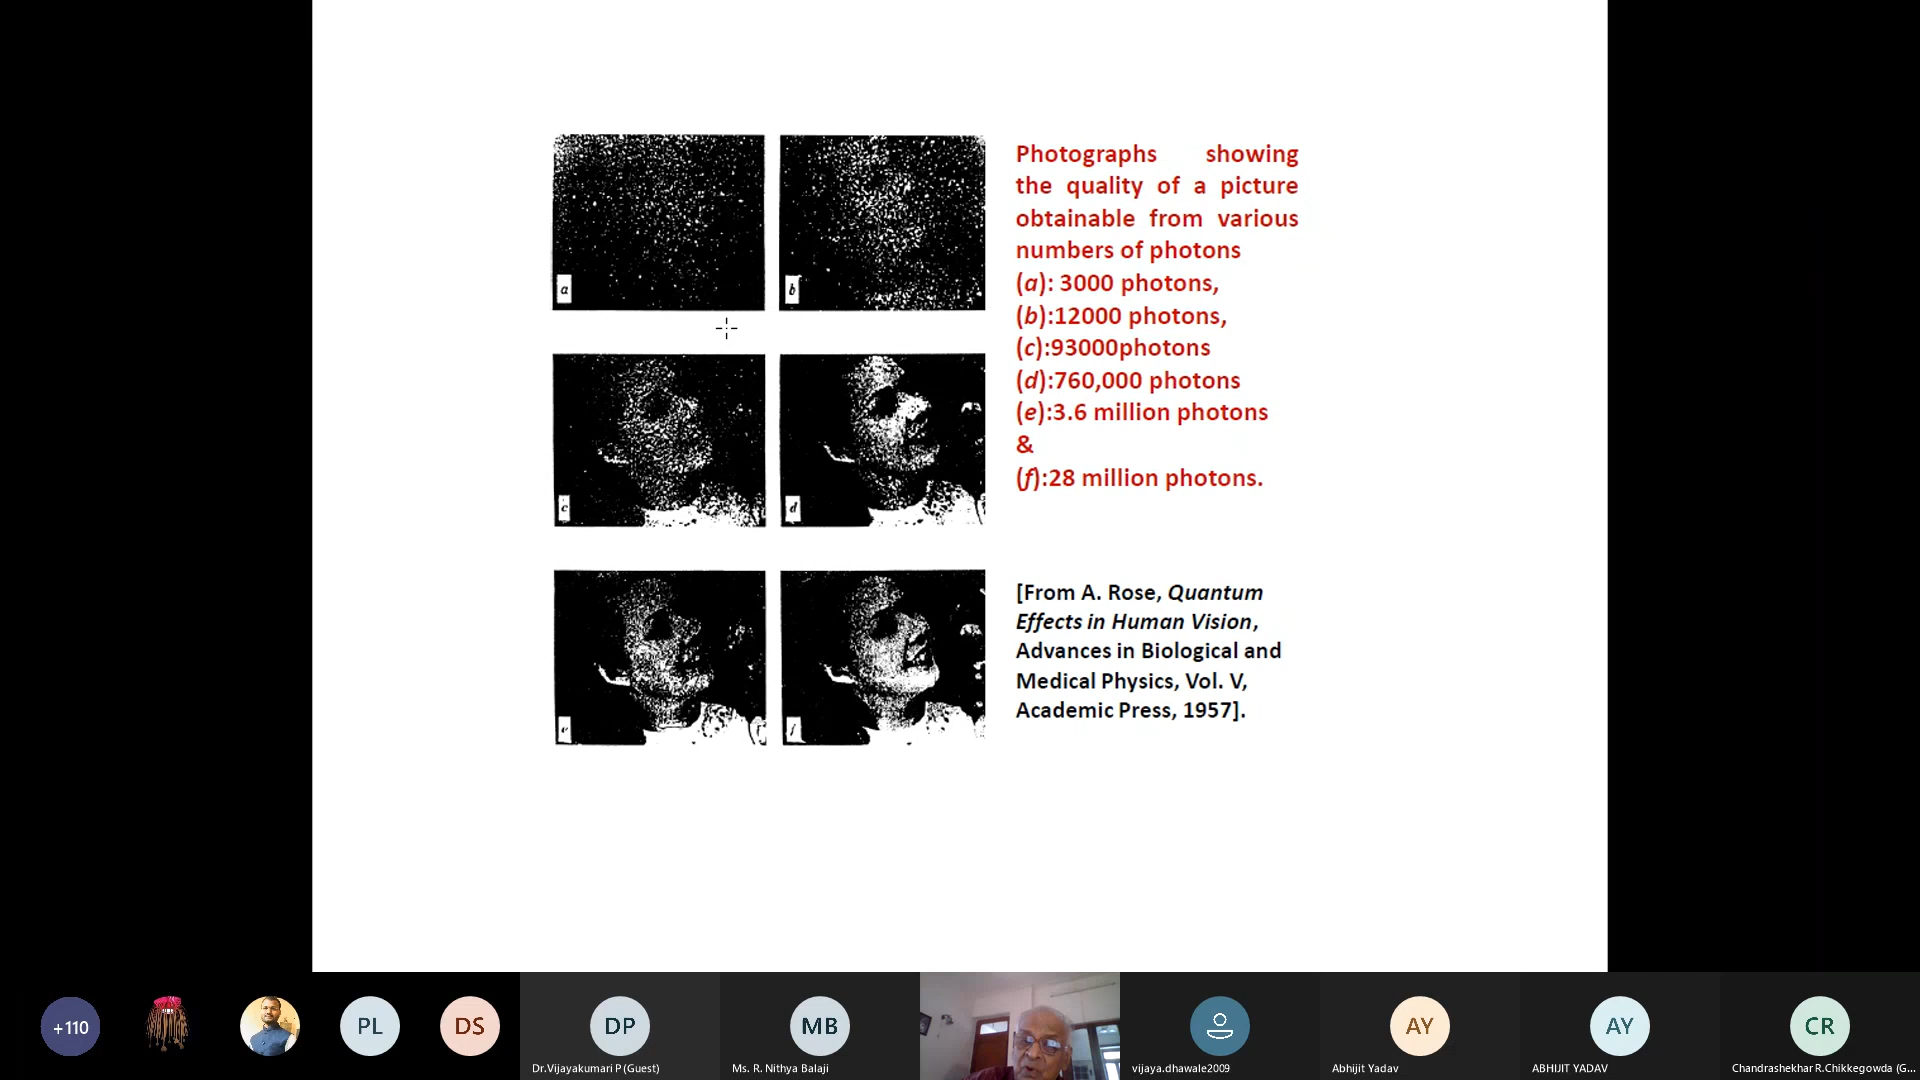 Photographs showing
the quality of a picture
obtainable from various
numbers of photons
(a): 3000 photons,
(b):12000 photons,
(c):93000photons
(d):760,000 photons
(e):3.6 million photons
&
(f):28 million photons.
a
b
c
d
e
f
[From A. Rose, Quantum
Effects in Human Vision,
Advances in Biological and
Medical Physics, Vol. V,
Academic Press, 1957].
+110
PL
DS
DP
MB
AY
AY
CR
Dr.Vijayakumari P (Guest)
Ms. R. Nithya Balaji
vijaya.dhawale2009
Abhijit Yadav
ABHIJIT YADAV
Chandrashekhar R.Chikkegowda (G...